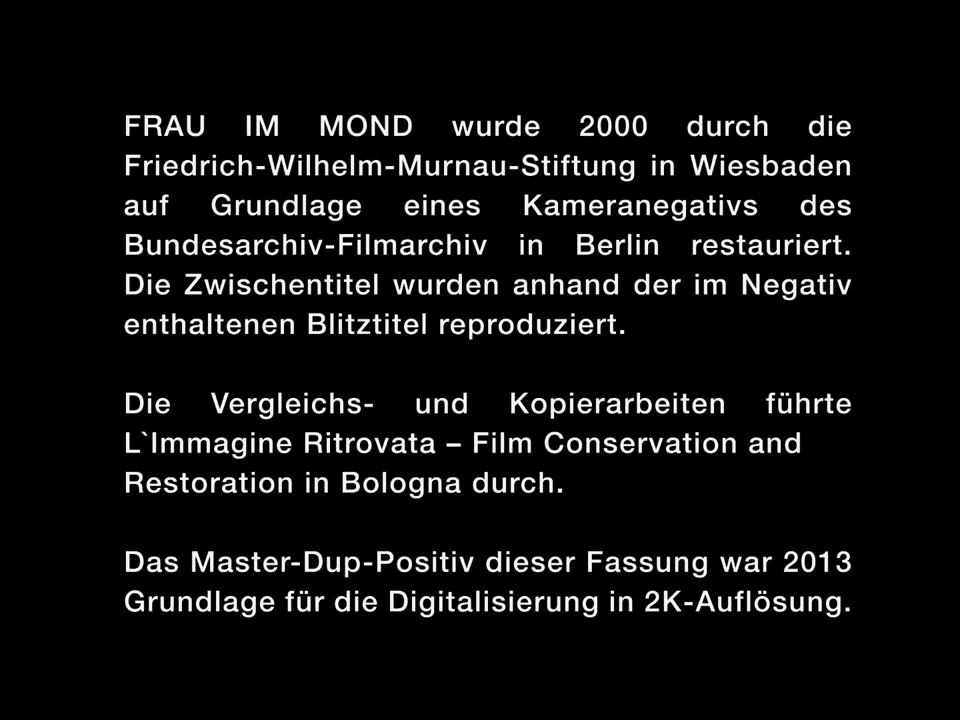 FRAU IM MOND wurde 2000 durch die
Friedrich-Wilhelm-Murnau-Stiftung in Wiesbaden
auf Grundlage eines Kameranegativs des
Bundesarchiv-Filmarchiv in Berlin restauriert.
Die Zwischentitel wurden anhand der im Negativ
enthaltenen Blitztitel reproduziert.

Die Vergleichs- und Kopierarbeiten führte
L`Immagine Ritrovata – Film Conservation and
Restoration in Bologna durch.

Das Master-Dup-Positiv dieser Fassung war 2013
Grundlage für die Digitalisierung in 2K-Auflösung.